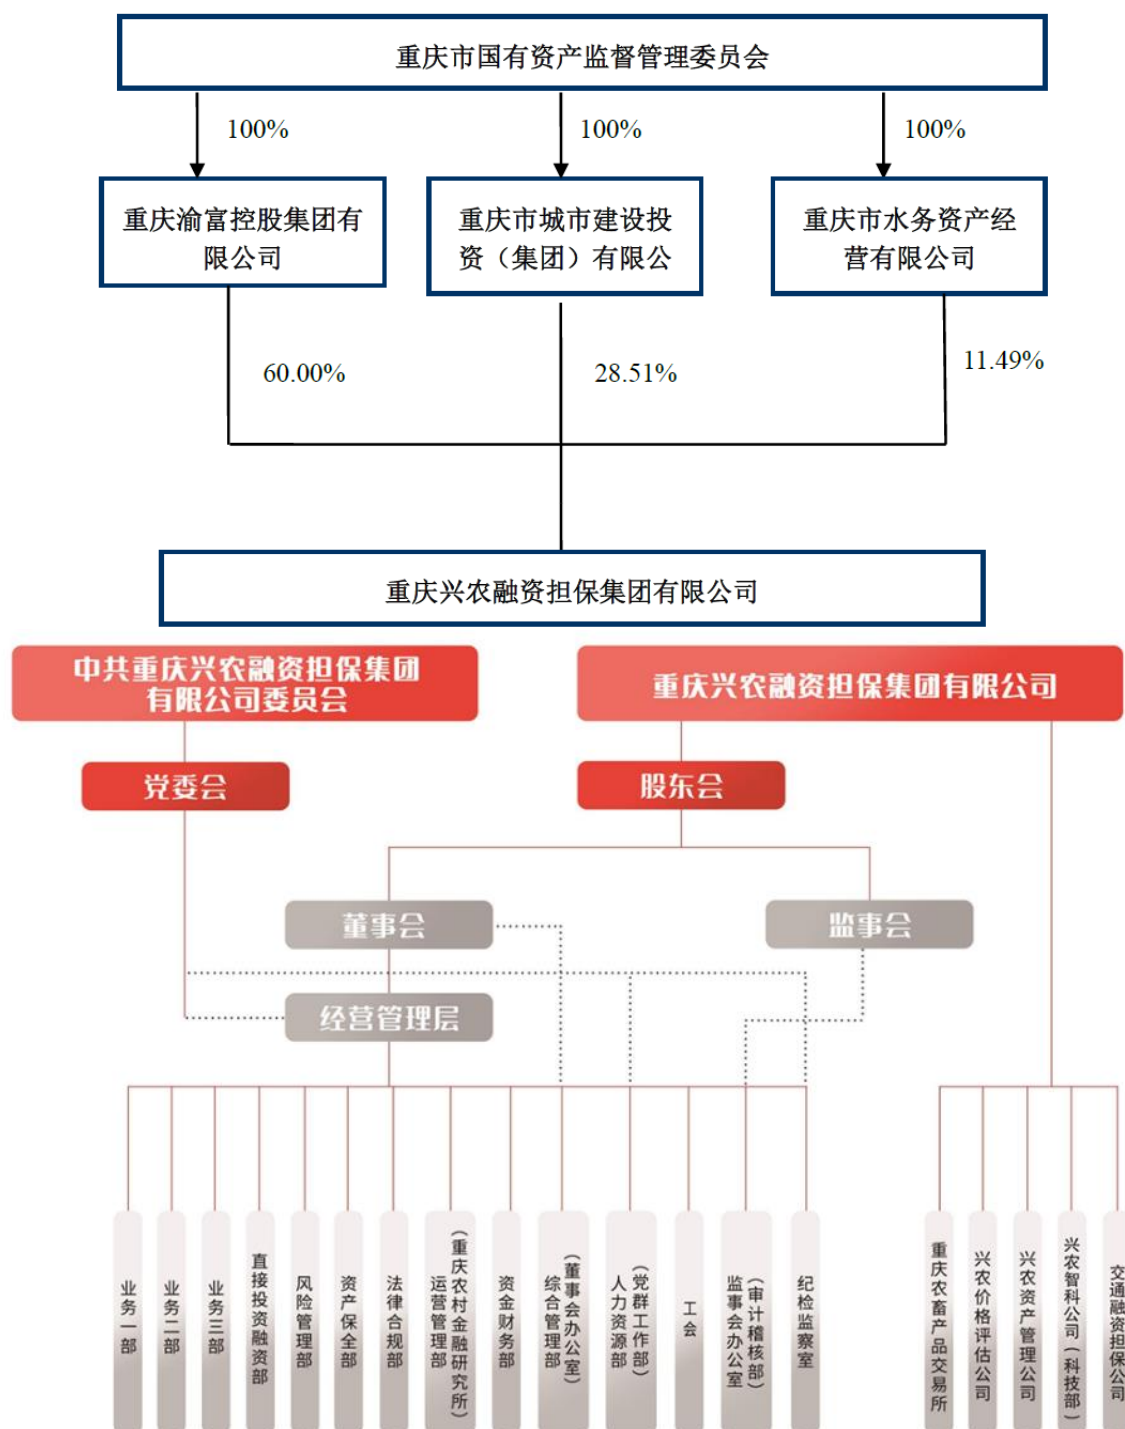 重庆市国有资产监督管理委员会
100%
100%
100%
重庆渝富控股集团有
限公司
重庆市城市建设投
资（集团）有限公
重庆市水务资产经
营有限公司
60.00%
28.51%
11.49%
重庆兴农融资担保集团有限公司
中共重庆兴农融资担保集团
有限公司委员会
重庆兴农融资担保集团有限公司
党委会
股东会
董事会
监事会
经营管理层
业务一部
业务二部
业务三部
直接投资融资部
风险管理部
资产保全部
法律合规部
运营管理部
（重庆农村金融研究所）
资金财务部
综合管理部
（董事会办公室）
人力资源部
（党群工作部）
工会
监事会办公室
（审计稽核部）
纪检监察室
重庆农畜产品交易所
兴农价格评估公司
兴农资产管理公司
兴农智科公司（科技部）
交通融资担保公司